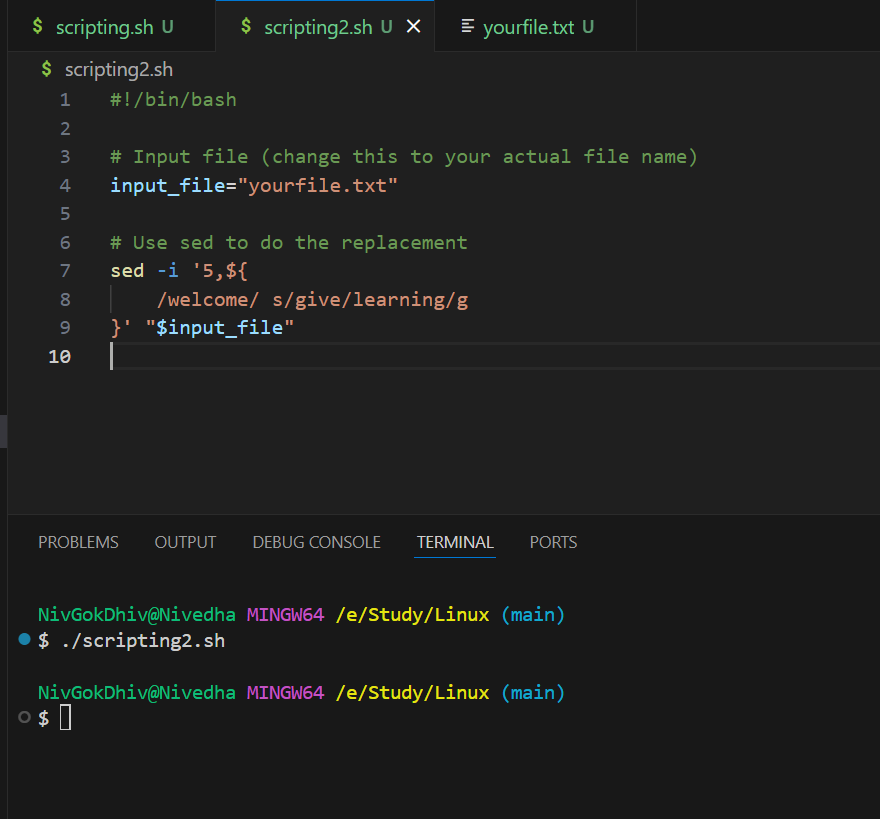 $ scripting.sh U $ scripting2.sh U × yourfile.txt U
$ scripting2.sh
1 #!/bin/bash
2
3 # Input file (change this to your actual file name)
4 input_file="yourfile.txt"
5
6 # Use sed to do the replacement
7 sed -i '5,${
8     /welcome/ s/give/learning/g
9 }' "$input_file"
10
PROBLEMS OUTPUT DEBUG CONSOLE TERMINAL PORTS
NivGokDhiv@Nivedha MINGW64 /e/Study/Linux (main)
$ ./scripting2.sh
NivGokDhiv@Nivedha MINGW64 /e/Study/Linux (main)
$